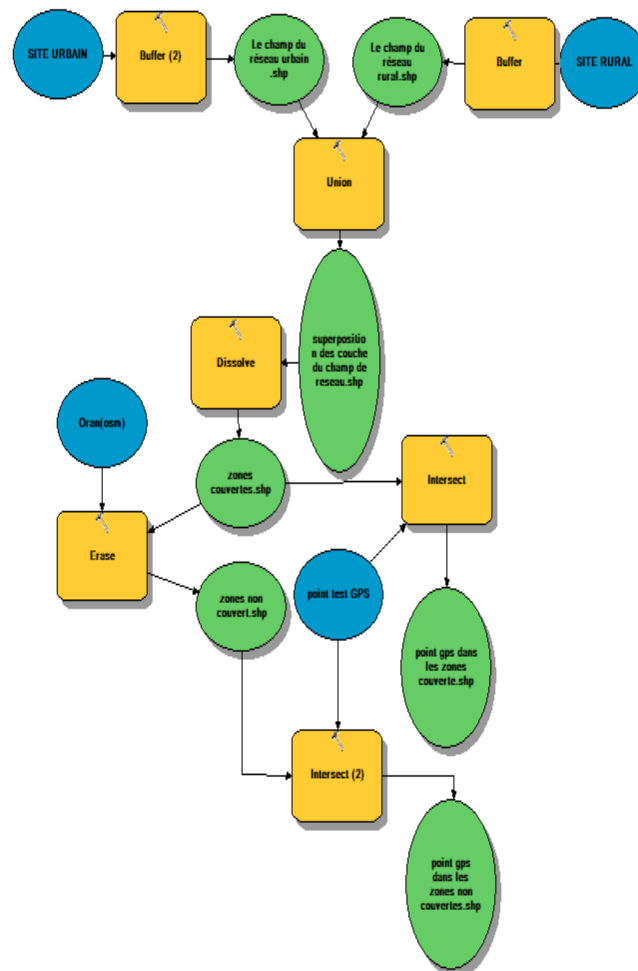 SITE URBAIN
Buffer (2)
Le champ du
réseau urbain
.shp
Le champ du
réseau
rural.shp
Buffer
SITE RURAL
Union
superpositio
n des couche
du champ de
reseau.shp
Dissolve
Oran(osm)
zones
couvertes.shp
Intersect
Erase
zones non
couvert.shp
point test GPS
point gps dans
les zones
couverte.shp
Intersect (2)
point gps
dans les
zones non
couvertes.shp